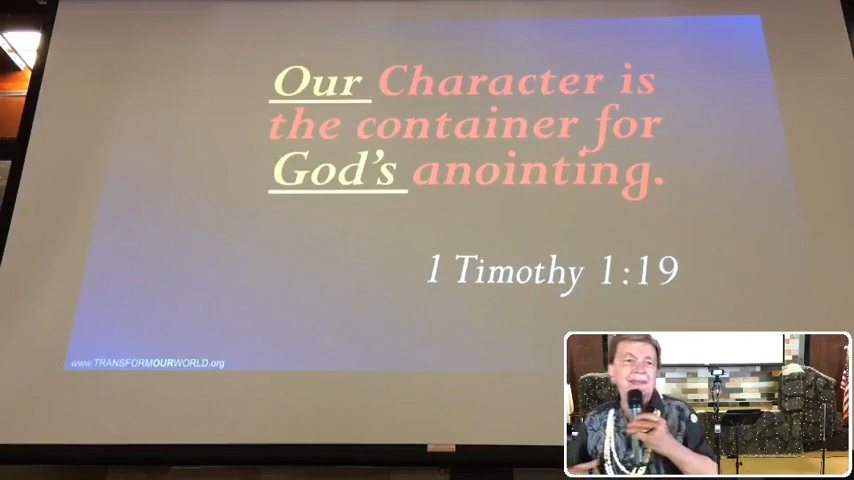 Our Character is
the container for
God's anointing.
1 Timothy 1:19
www.TRANSFORMOURWORLD.org